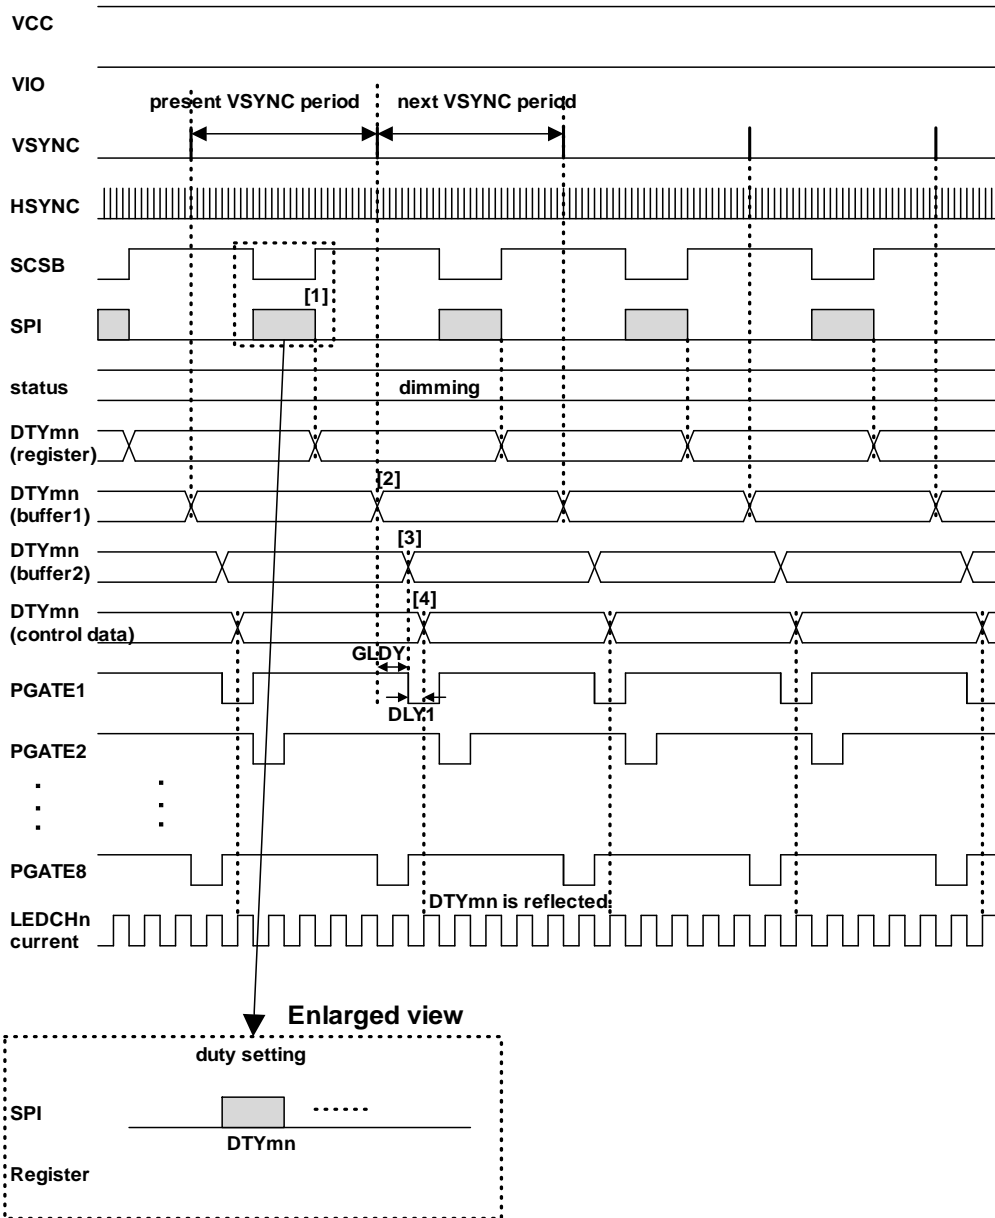 VCC
VIO
present VSYNC period
next VSYNC period
VSYNC
HSYNC
SCSB
[1]
SPI
status
dimming
DTYmn
(register)
[2]
DTYmn
(buffer1)
[3]
DTYmn
(buffer2)
[4]
DTYmn
(control data)
GLDY
PGATE1
DLY1
PGATE2
PGATE8
DTYmn is reflected
LEDCHn
current
Enlarged view
duty setting
SPI
DTYmn
Register